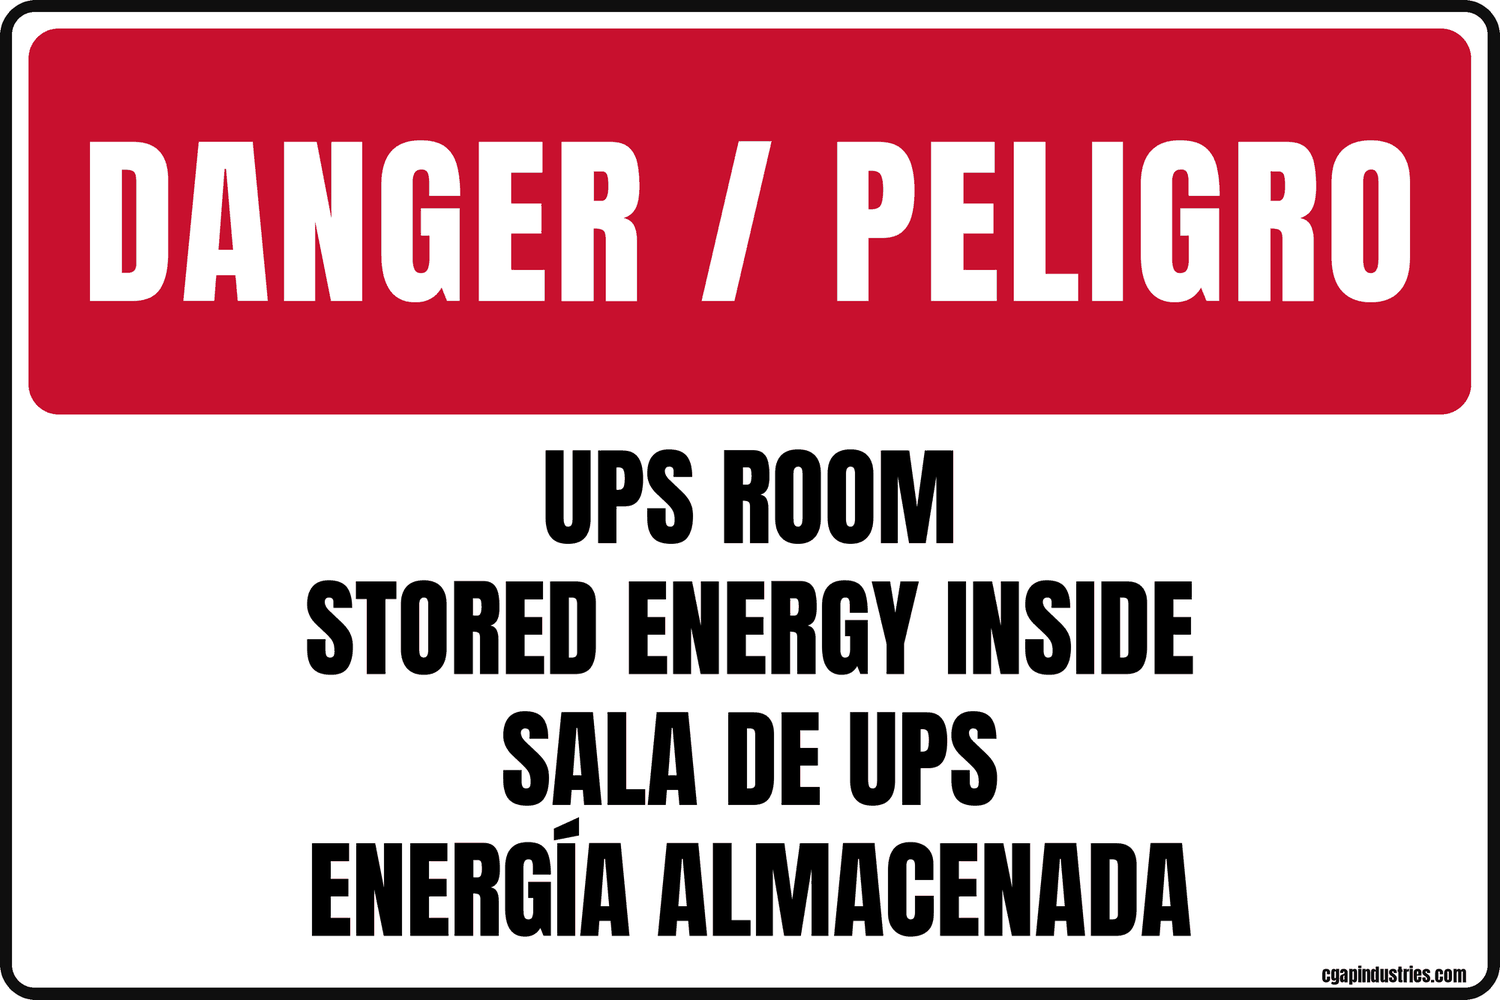 DANGER / PELIGRO
UPS ROOM
STORED ENERGY INSIDE
SALA DE UPS
ENERGÍA ALMACENADA
cgapindustries.com